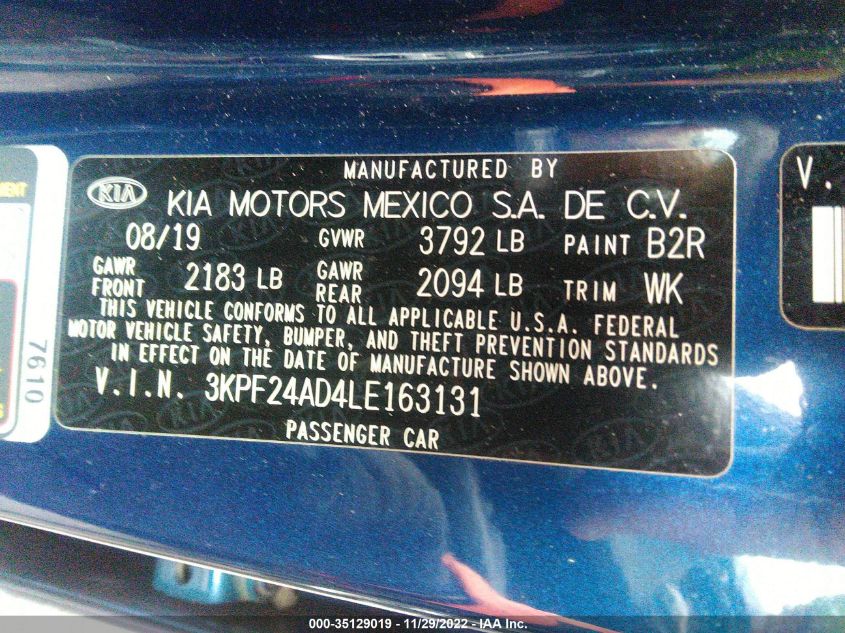 MANUFACTURED BY
KIA KIA MOTORS MEXICO S.A. DE C.V.
08/19 GVWR 3792 LB PAINT B2R
GAWR FRONT 2183 LB GAWR REAR 2094 LB TRIM WK
THIS VEHICLE CONFORMS TO ALL APPLICABLE U.S.A. FEDERAL
MOTOR VEHICLE SAFETY, BUMPER, AND THEFT PREVENTION STANDARDS
IN EFFECT ON THE DATE OF MANUFACTURE SHOWN ABOVE.
V.I.N. 3KPF24AD4LE163131
PASSENGER CAR
7610
V.
000-35129019 - 11/29/2022 - IAA Inc.